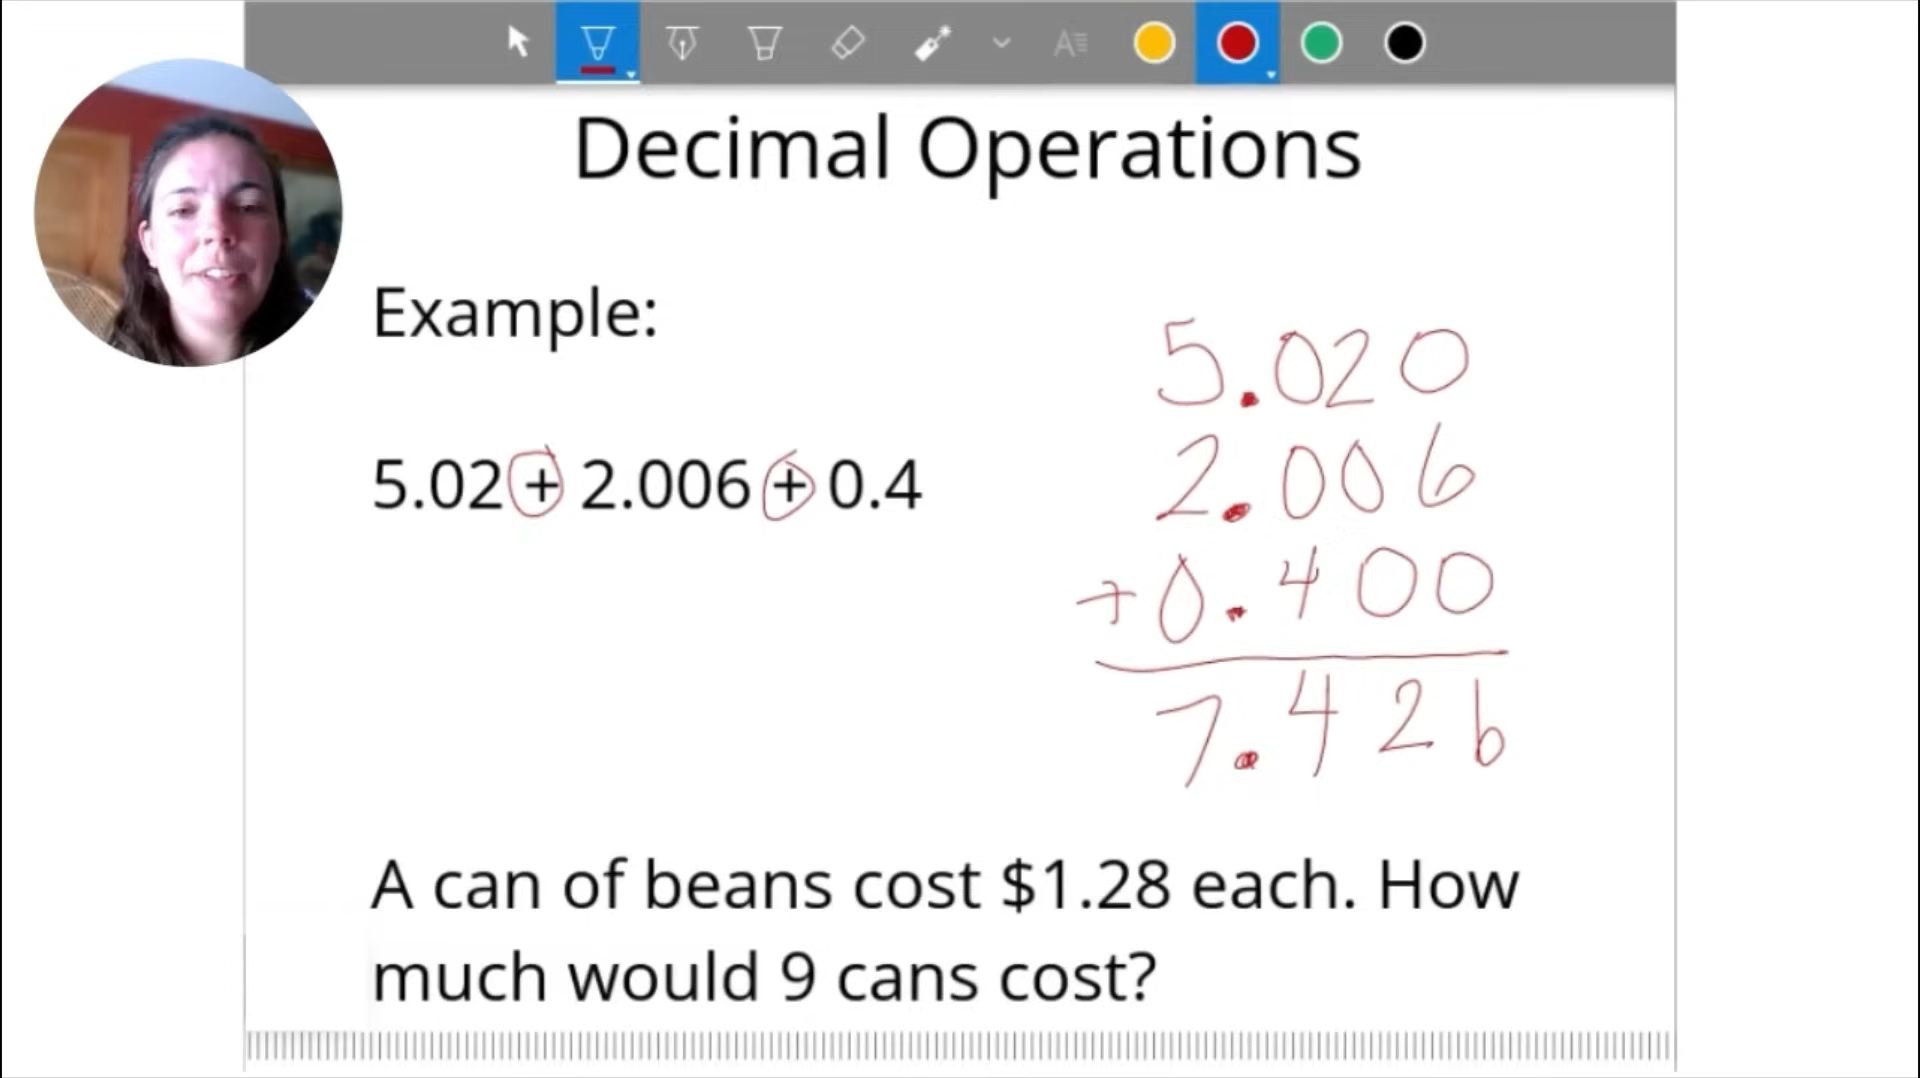 Decimal Operations
Example:
5.02 + 2.006 + 0.4
5.020
2.006
+0.400
7.426
A can of beans cost $1.28 each. How
much would 9 cans cost?